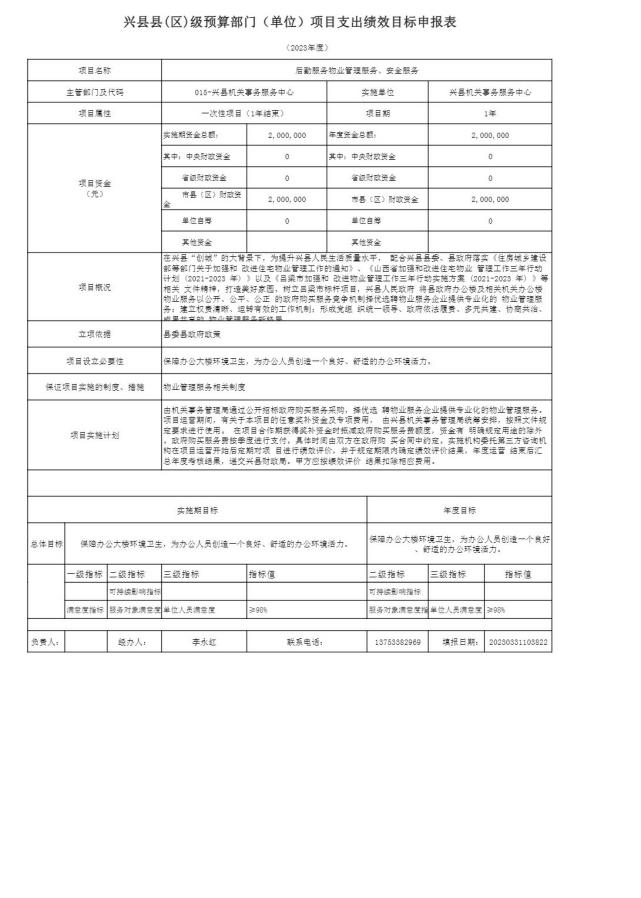 兴县县(区)级预算部门（单位）项目支出绩效目标申报表
（2023年度）
项目名称 后勤服务物业管理服务、安全服务
主管部门及代码 015-兴县机关事务服务中心 实施单位 兴县机关事务服务中心
项目属性 一次性项目（1年结束） 项目期 1年
项目资金（元） 实施期资金总额: 2,000,000 年度资金总额: 2,000,000
其中: 中央财政资金 0 其中: 中央财政资金 0
省级财政资金 0 省级财政资金 0
市县（区）财政资金 2,000,000 市县（区）财政资金 2,000,000
单位自筹 0 单位自筹 0
其他资金 其他资金
项目概况
在兴县“创城”的大背景下，为提升兴县人民生活质量水平， 配合兴县县委、县政府落实《住房城乡建设
部等部门关于加强和 改进住宅物业管理工作的通知》、《山西省加强和改进住宅物业 管理工作三年行动
计划（2021-2023 年）》以及《吕梁市加强和 改进物业管理工作三年行动实施方案（2021-2023 年）》等
相关 文件精神，打造美好家园，树立吕梁市标杆项目，兴县人民政府 将县政府办公楼及相关机关办公楼
物业服务以公开、公平、公正 的政府购买服务竞争机制择优选聘物业服务企业提供专业化的 物业管理服
务；建立权责清晰、运转有效的工作机制；形成党组 织统一领导、政府依法履责、多元共建、协商共治、
立项依据 县委县政府政策
项目设立必要性 保障办公大楼环境卫生，为办公人员创造一个良好、舒适的办公环境活力。
保证项目实施的制度、措施 物业管理服务相关制度
项目实施计划
由机关事务管理局通过公开招标政府购买服务采购，择优选 聘物业服务企业提供专业化的物业管理服务。
项目运营期间，有关于本项目的任意奖补资金及专项费用， 由兴县机关事务管理局统筹安排，按照文件规
定要求进行使用。 在项目合作期获得奖补资金时抵减政府购买服务费额度，资金有 明确规定用途的除外
。政府购买服务费按季度进行支付，具体时间由双方在政府购 买合同中约定。实施机构委托第三方咨询机
构在项目运营开始后定期对项 目进行绩效评价，并于规定期限内确定绩效评价结果，年度运营 结束后汇
总年度考核结果，递交兴县财政局。甲方应按绩效评价 结果扣除相应费用。
实施期目标 年度目标
总体目标 保障办公大楼环境卫生，为办公人员创造一个良好、舒适的办公环境活力。 保障办公大楼环境卫生，为办公人员创造一个良好、舒适的办公环境活力。
一级指标 二级指标 三级指标 指标值 二级指标 三级指标 指标值
可持续影响指标 可持续影响指标
满意度指标 服务对象满意度 单位人员满意度 ≥98% 服务对象满意度指 单位人员满意度 ≥98%
负责人: 经办人: 李永红 联系电话: 13753382969 填报日期: 20230331103822